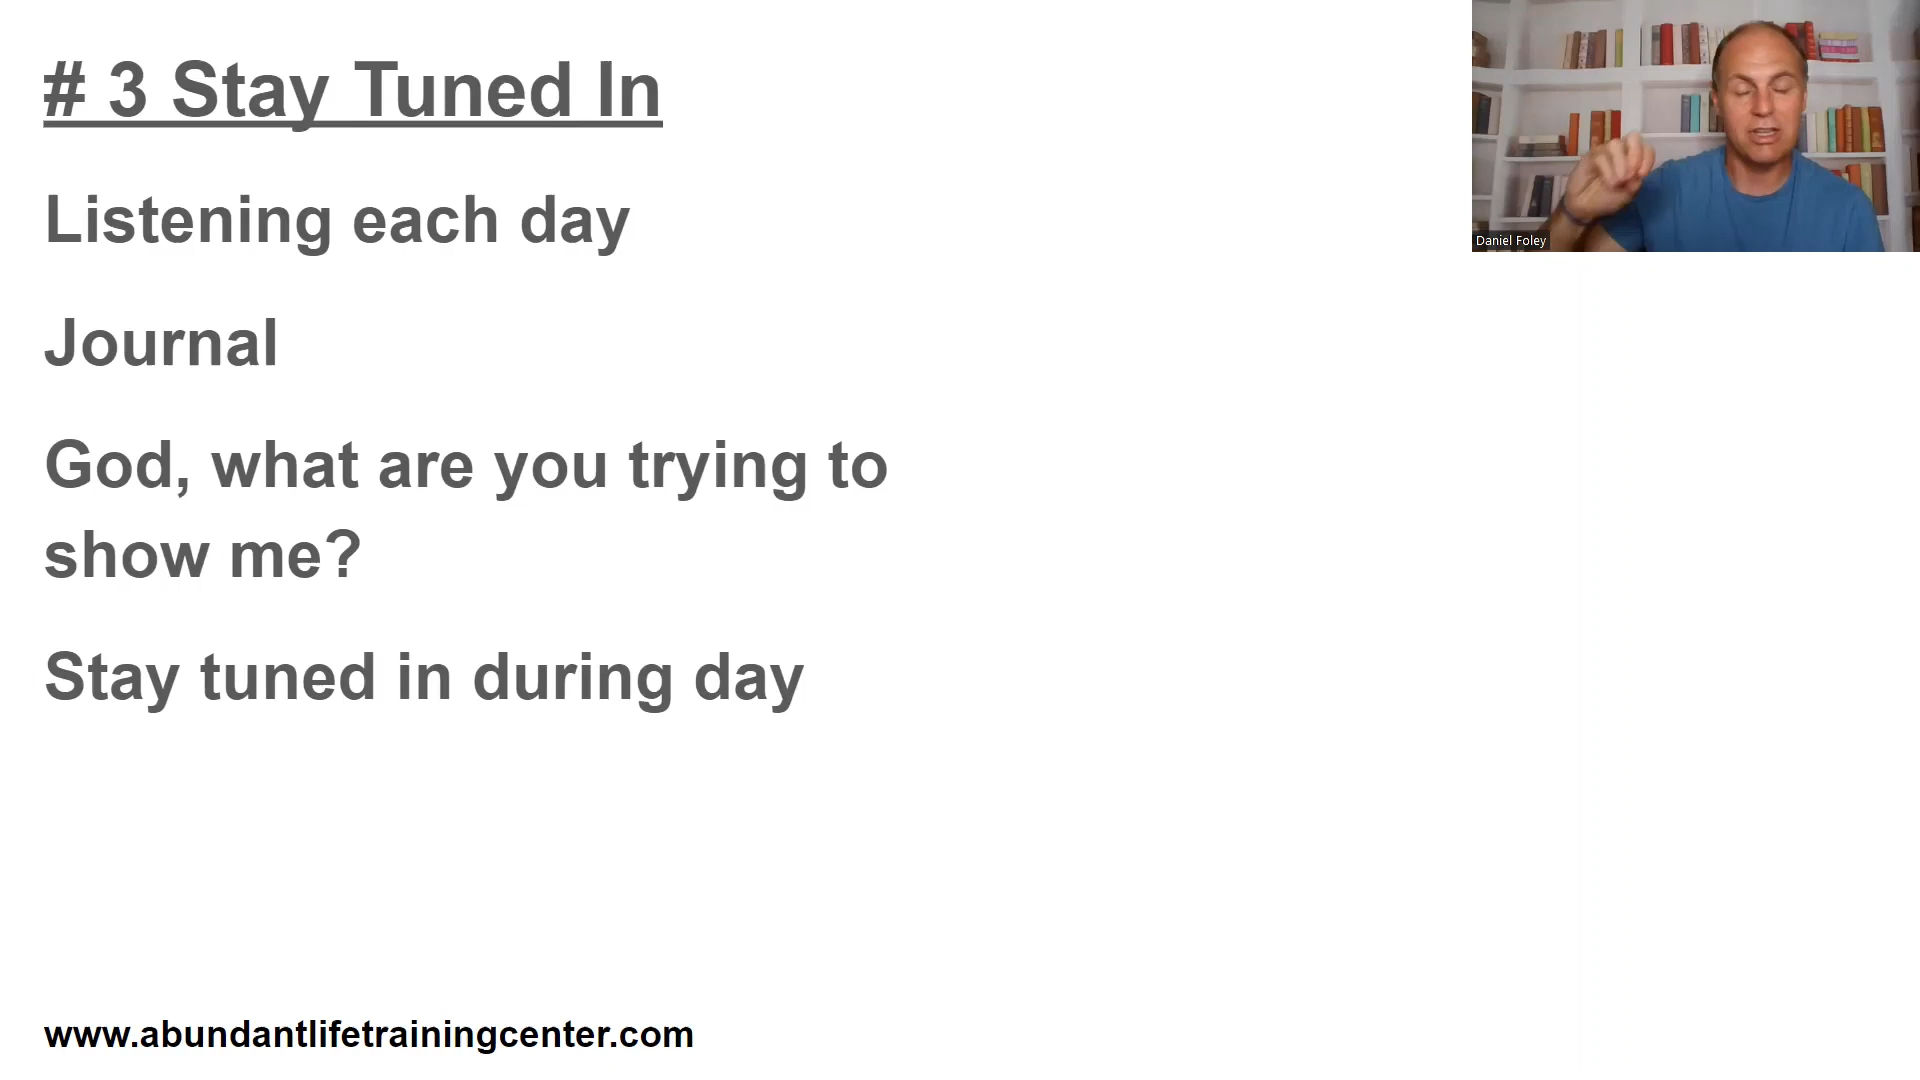 # 3 Stay Tuned In
Daniel Foley
Listening each day
Journal
God, what are you trying to
show me?
Stay tuned in during day
www.abundantlifetrainingcenter.com